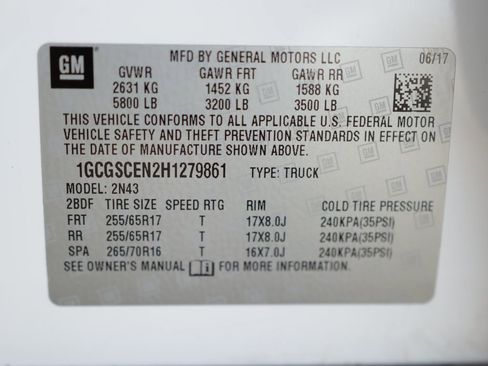 GM
MFD BY GENERAL MOTORS LLC 06/17
GVWR GAWR FRT GAWR RR
2631 KG 1452 KG 1588 KG
5800 LB 3200 LB 3500 LB
THIS VEHICLE CONFORMS TO ALL APPLICABLE U.S. FEDERAL MOTOR
VEHICLE SAFETY AND THEFT PREVENTION STANDARDS IN EFFECT ON
THE DATE OF MANUFACTURE SHOWN ABOVE.
1GCGSCEN2H1279861 TYPE: TRUCK
MODEL: 2N43
2BDF TIRE SIZE SPEED RTG RIM COLD TIRE PRESSURE
FRT 255/65R17 T 17X8.0J 240KPA(35PSI)
RR 255/65R17 T 17X8.0J 240KPA(35PSI)
SPA 265/70R16 T 16X7.0J 240KPA(35PSI)
SEE OWNER'S MANUAL FOR MORE INFORMATION.